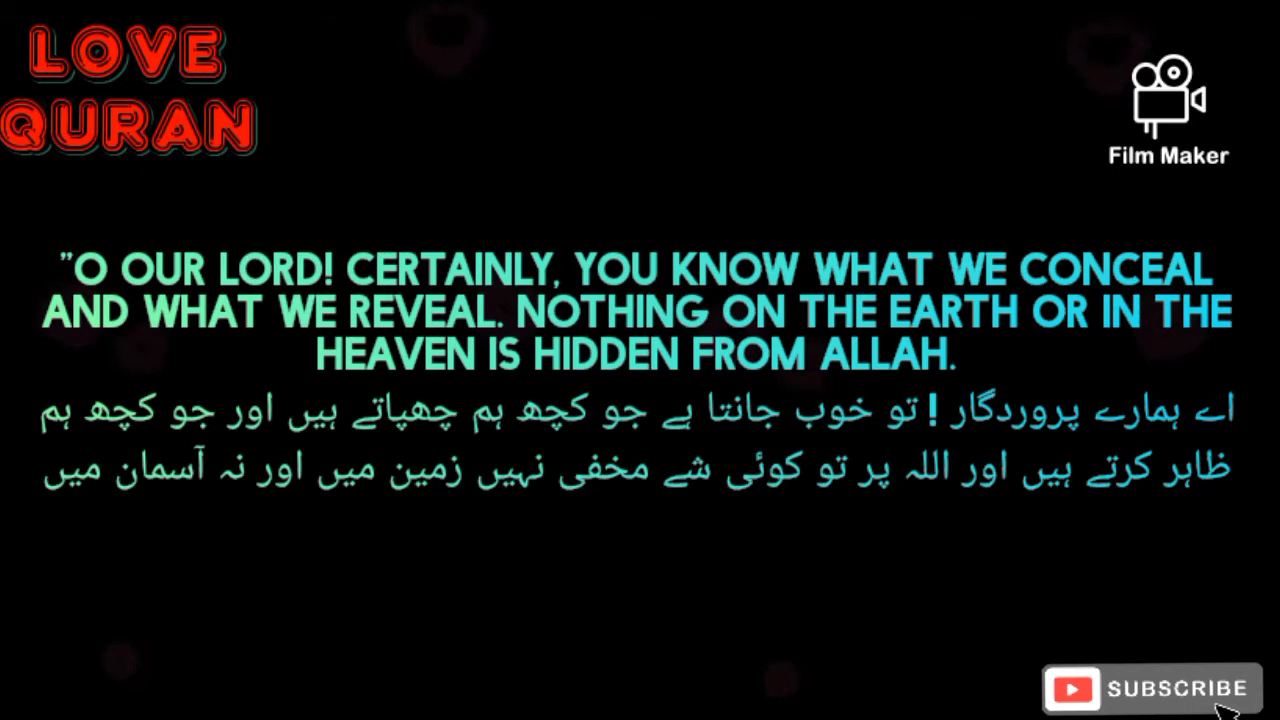 LOVE
QURAN
Film Maker
"O OUR LORD! CERTAINLY, YOU KNOW WHAT WE CONCEAL
AND WHAT WE REVEAL. NOTHING ON THE EARTH OR IN THE
HEAVEN IS HIDDEN FROM ALLAH.
اے ہمارے پروردگار ! تو خوب جانتا ہے جو کچھ ہم چھپاتے ہیں اور جو کچھ ہم
ظاہر کرتے ہیں اور اللہ پر تو کوئی شے مخفی نہیں زمین میں اور نہ آسمان میں
SUBSCRIBE